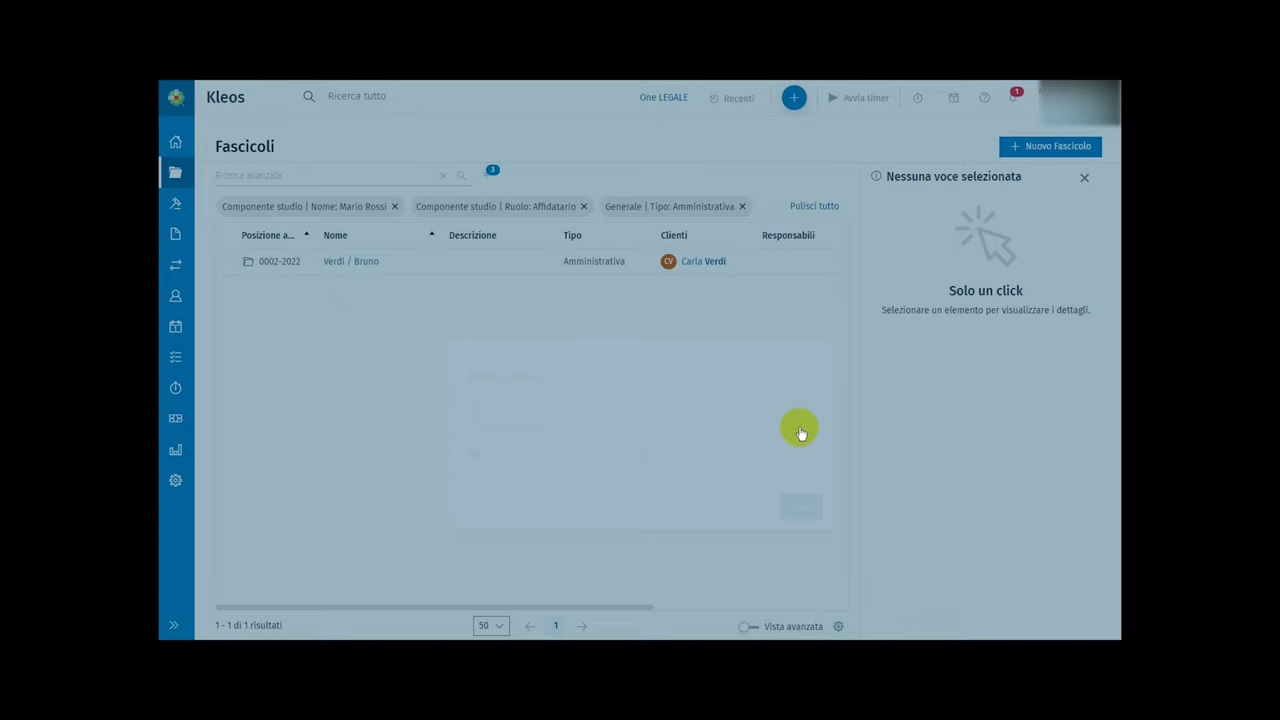 Kleos
Ricerca tutto
One LEGALE
Recenti
+
Avvia timer
1
Fascicoli
+ Nuovo Fascicolo
Ricerca avanzata
3
Nessuna voce selezionata
Componente studio | Nome: Mario Rossi
Componente studio | Ruolo: Affidatario
Generale | Tipo: Amministrativa
Pulisci tutto
Posizione a... Nome Descrizione Tipo Clienti Responsabili
0002-2022 Verdi / Bruno Amministrativa CV Carla Verdi
Solo un click
Selezionare un elemento per visualizzare i dettagli.
1 - 1 di 1 risultati
50
1
Vista avanzata